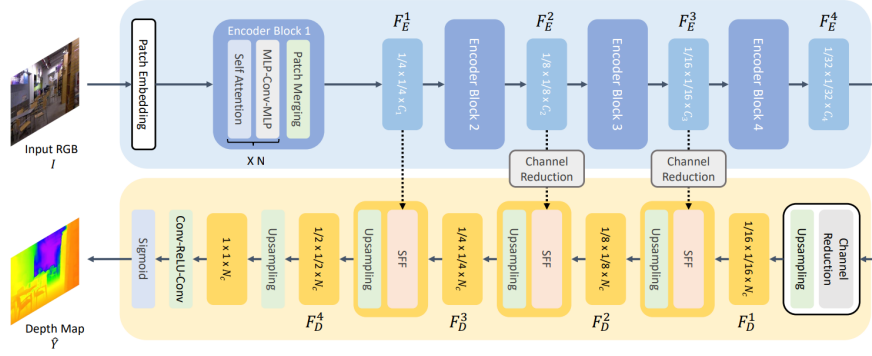 F_E^1
F_E^2
F_E^3
F_E^4
Encoder Block 1
Patch Embedding
Self Attention
MLP-Conv-MLP
Patch Merging
1/4 x 1/4 x C_1
Encoder Block 2
1/8 x 1/8 x C_2
Encoder Block 3
1/16 x 1/16 x C_3
Encoder Block 4
1/32 x 1/32 x C_4
Input RGB
I
X N
Channel
Reduction
Channel
Reduction
Sigmoid
Conv-ReLU-Conv
1 x 1 x N_c
Upsampling
1/2 x 1/2 x N_c
Upsampling
SFF
1/4 x 1/4 x N_c
Upsampling
SFF
1/8 x 1/8 x N_c
Upsampling
SFF
1/16 x 1/16 x N_c
Upsampling
Channel
Reduction
Depth Map
Ŷ
F_D^4
F_D^3
F_D^2
F_D^1